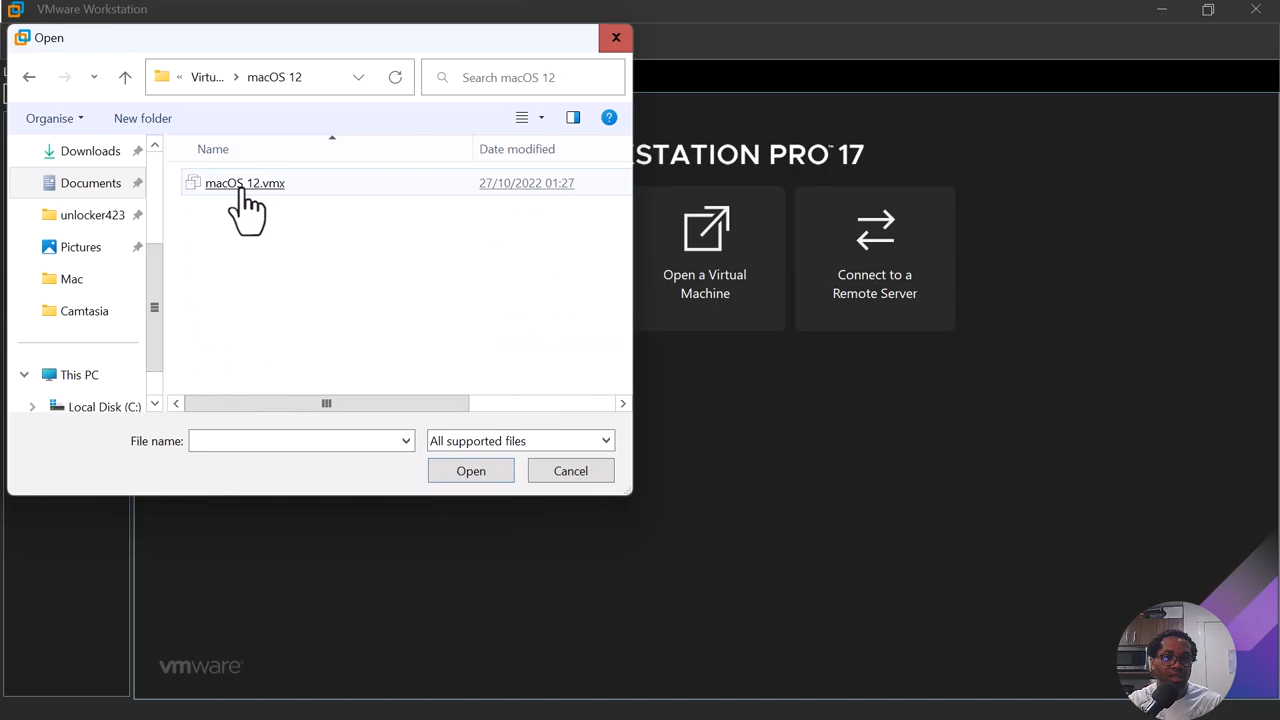 VMware Workstation
Open
« Virtu... > macOS 12
Search macOS 12
Organise
New folder
Name
Date modified
Downloads
macOS 12.vmx
27/10/2022 01:27
Documents
unlocker423
Pictures
Mac
Camtasia
This PC
Local Disk (C:)
File name:
All supported files
Open
Cancel
STATION PRO™ 17
Open a Virtual
Machine
Connect to a
Remote Server
vmware